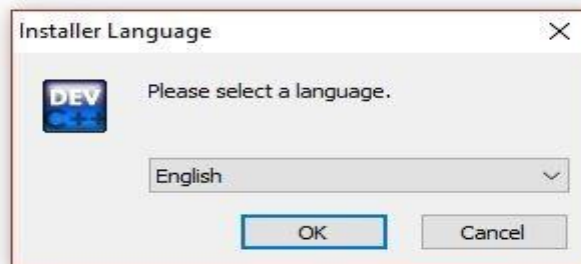 Installer Language
DEV
C++
Please select a language.
English
OK
Cancel